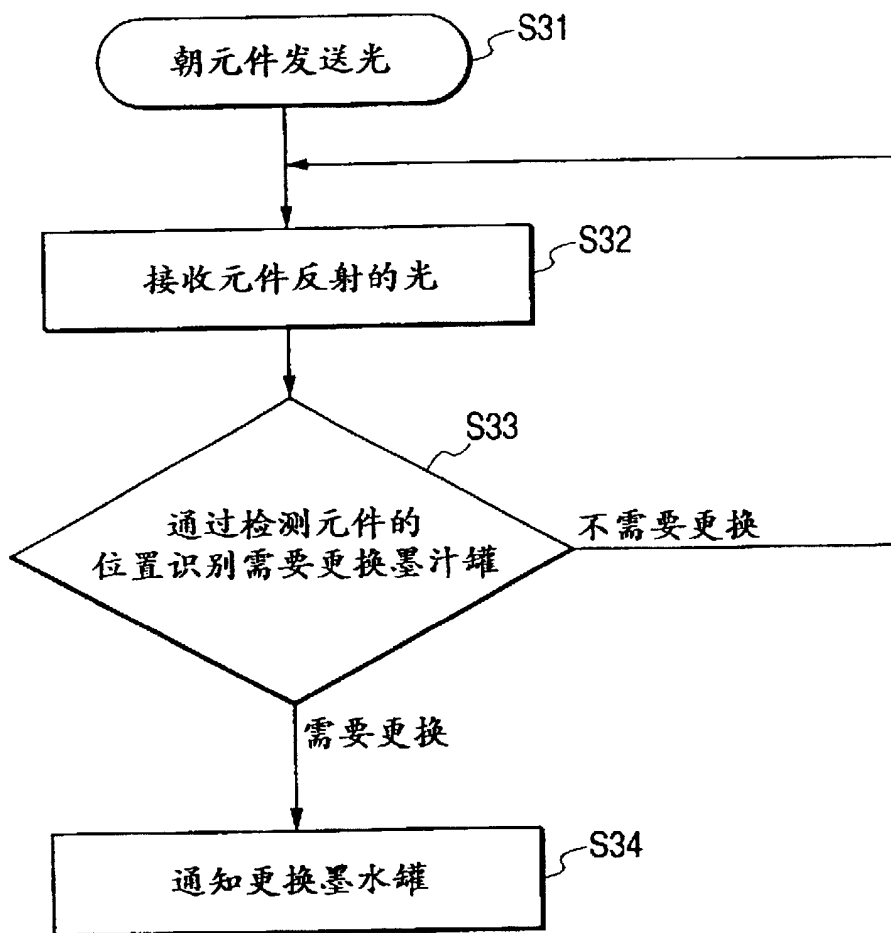 朝元件发送光
S31
接收元件反射的光
S32
S33
通过检测元件的
位置识别需要更换墨汁罐
不需要更换
需要更换
通知更换墨水罐
S34